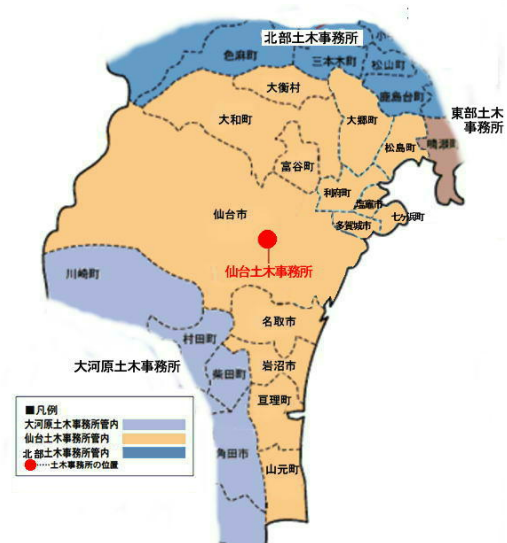 北部土木事務所
色麻町
三本木町
小
松山町
鹿島台町
大衡村
大和町
大郷町
東部土木
事務所
松島町
鳴瀬町
富谷町
利府町
塩竈市
七ヶ浜町
多賀城市
仙台市
仙台土木事務所
川崎町
名取市
村田町
大河原土木事務所
柴田町
岩沼市
亘理町
角田市
山元町
■凡例
大河原土木事務所管内
仙台土木事務所管内
北部土木事務所管内
土木事務所の位置